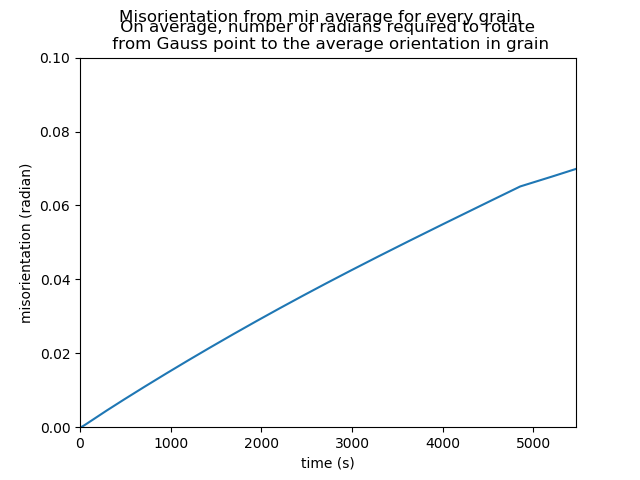 Misorientation from min average for every grain
On average, number of radians required to rotate
from Gauss point to the average orientation in grain
0.10
0.08
0.06
0.04
0.02
0.00
misorientation (radian)
0 1000 2000 3000 4000 5000
time (s)